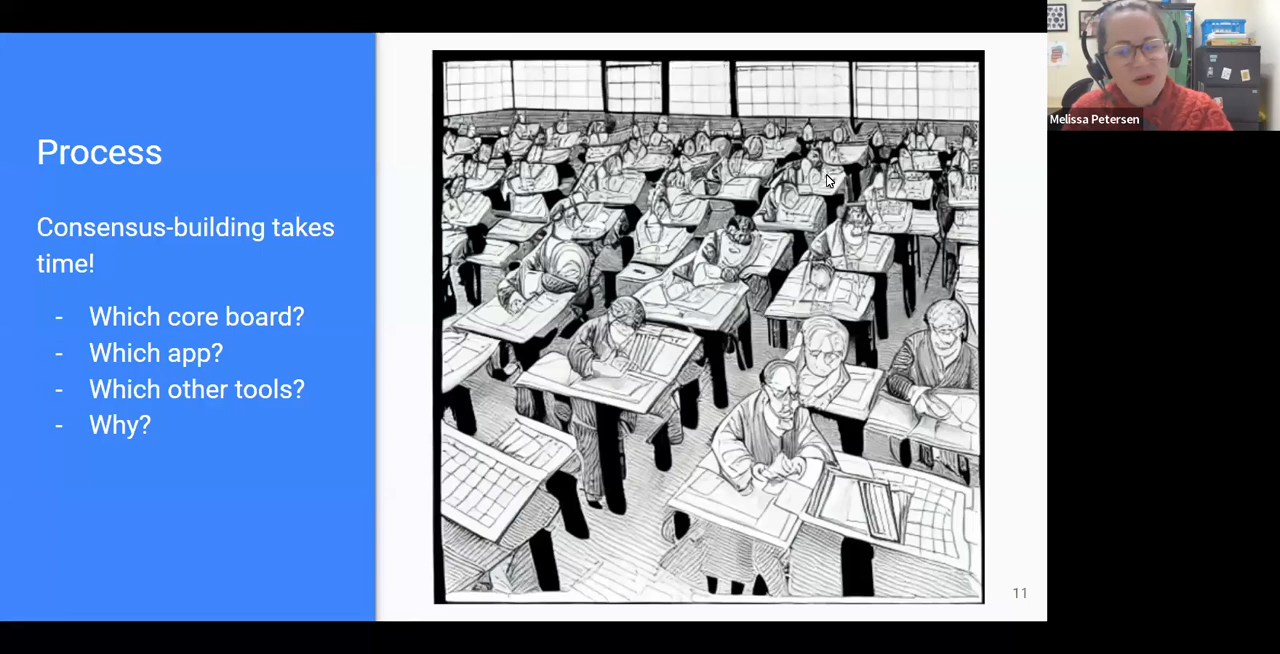 Process
Consensus-building takes
time!
- Which core board?
- Which app?
- Which other tools?
- Why?
11
Melissa Petersen